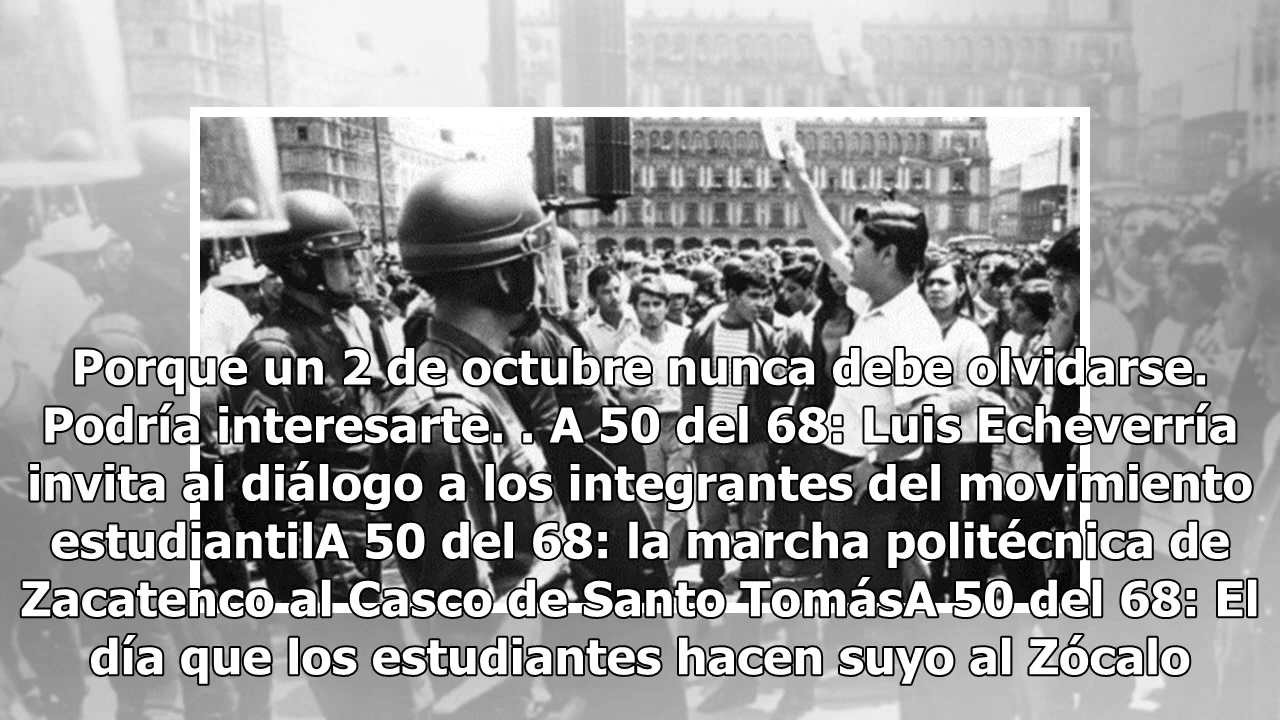 Porque un 2 de octubre nunca debe olvidarse.
Podría interesarte. . A 50 del 68: Luis Echeverría
invita al diálogo a los integrantes del movimiento
estudiantilA 50 del 68: la marcha politécnica de
Zacatenco al Casco de Santo TomásA 50 del 68: El
día que los estudiantes hacen suyo al Zócalo